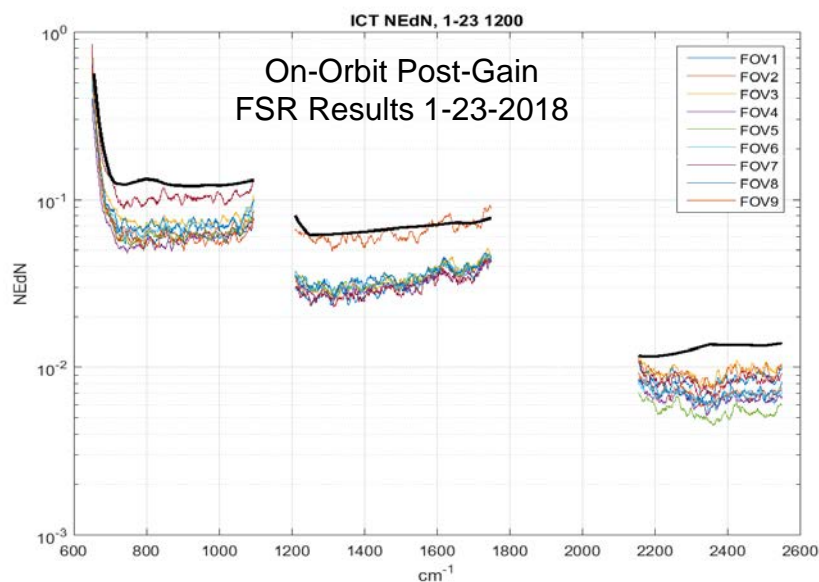 ICT NEdN, 1-23 1200
On-Orbit Post-Gain
FSR Results 1-23-2018
FOV1
FOV2
FOV3
FOV4
FOV5
FOV6
FOV7
FOV8
FOV9
NEdN
10^0
10^-1
10^-2
10^-3
600 800 1000 1200 1400 1600 1800 2000 2200 2400 2600
cm^-1